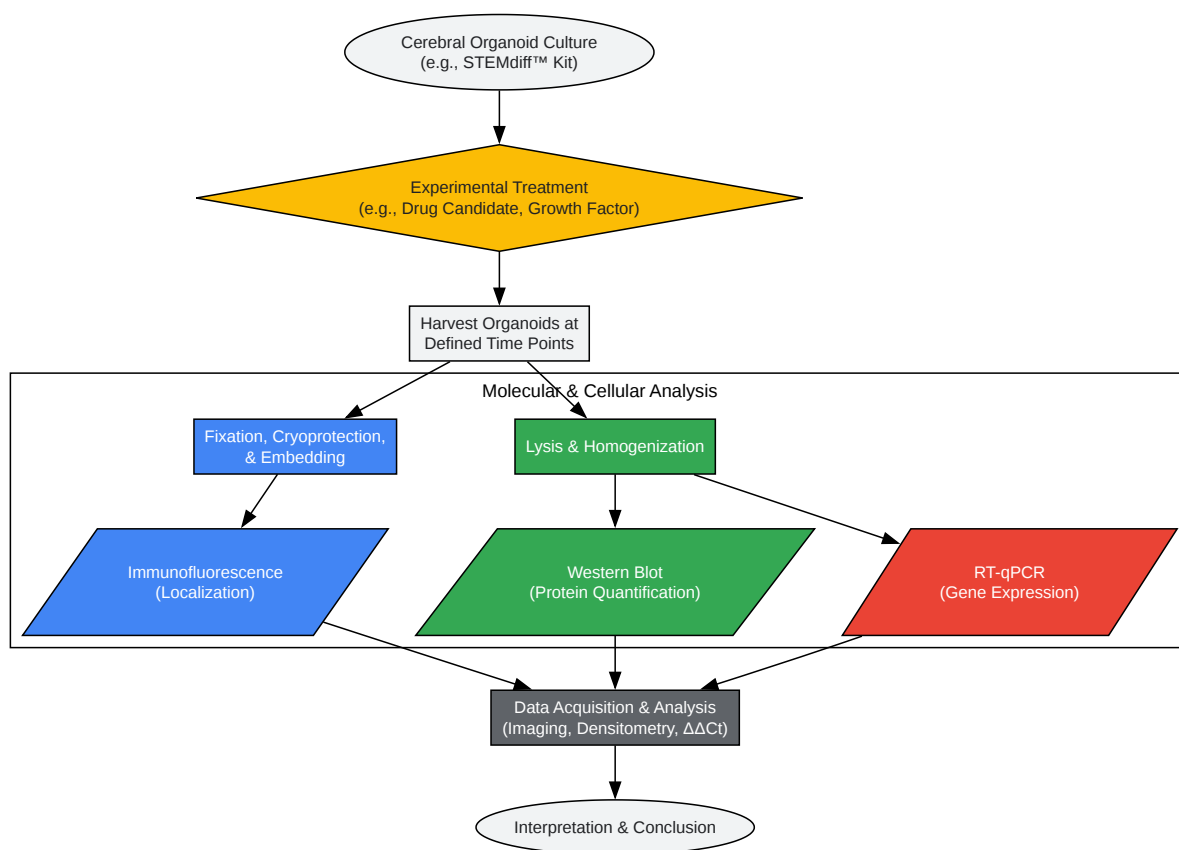 Cerebral Organoid Culture
(e.g., STEMdiff™ Kit)
Experimental Treatment
(e.g., Drug Candidate, Growth Factor)
Harvest Organoids at
Defined Time Points
Molecular & Cellular Analysis
Fixation, Cryoprotection,
& Embedding
Lysis & Homogenization
Immunofluorescence
(Localization)
Western Blot
(Protein Quantification)
RT-qPCR
(Gene Expression)
Data Acquisition & Analysis
(Imaging, Densitometry, ΔΔCt)
Interpretation & Conclusion